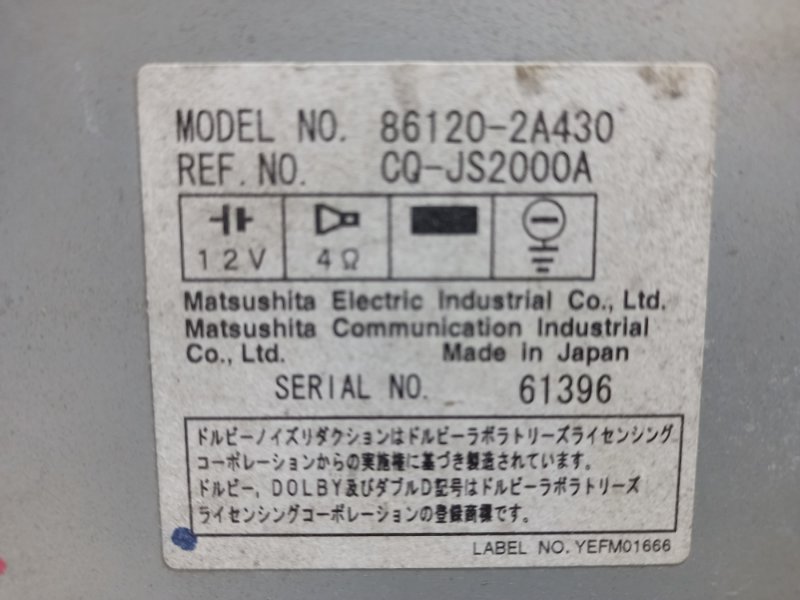 MODEL NO. 86120-2A430
REF. NO. CQ-JS2000A
12V 4Ω
Matsushita Electric Industrial Co., Ltd.
Matsushita Communication Industrial
Co., Ltd. Made in Japan
SERIAL NO. 61396
ドルビーノイズリダクションはドルビーラボラトリーズライセンシング
コーポレーションからの実施権に基づき製造されています。
ドルビー, DOLBY及びダブルD記号はドルビーラボラトリーズ
ライセンシングコーポレーションの登録商標です。
LABEL NO. YEFM01666